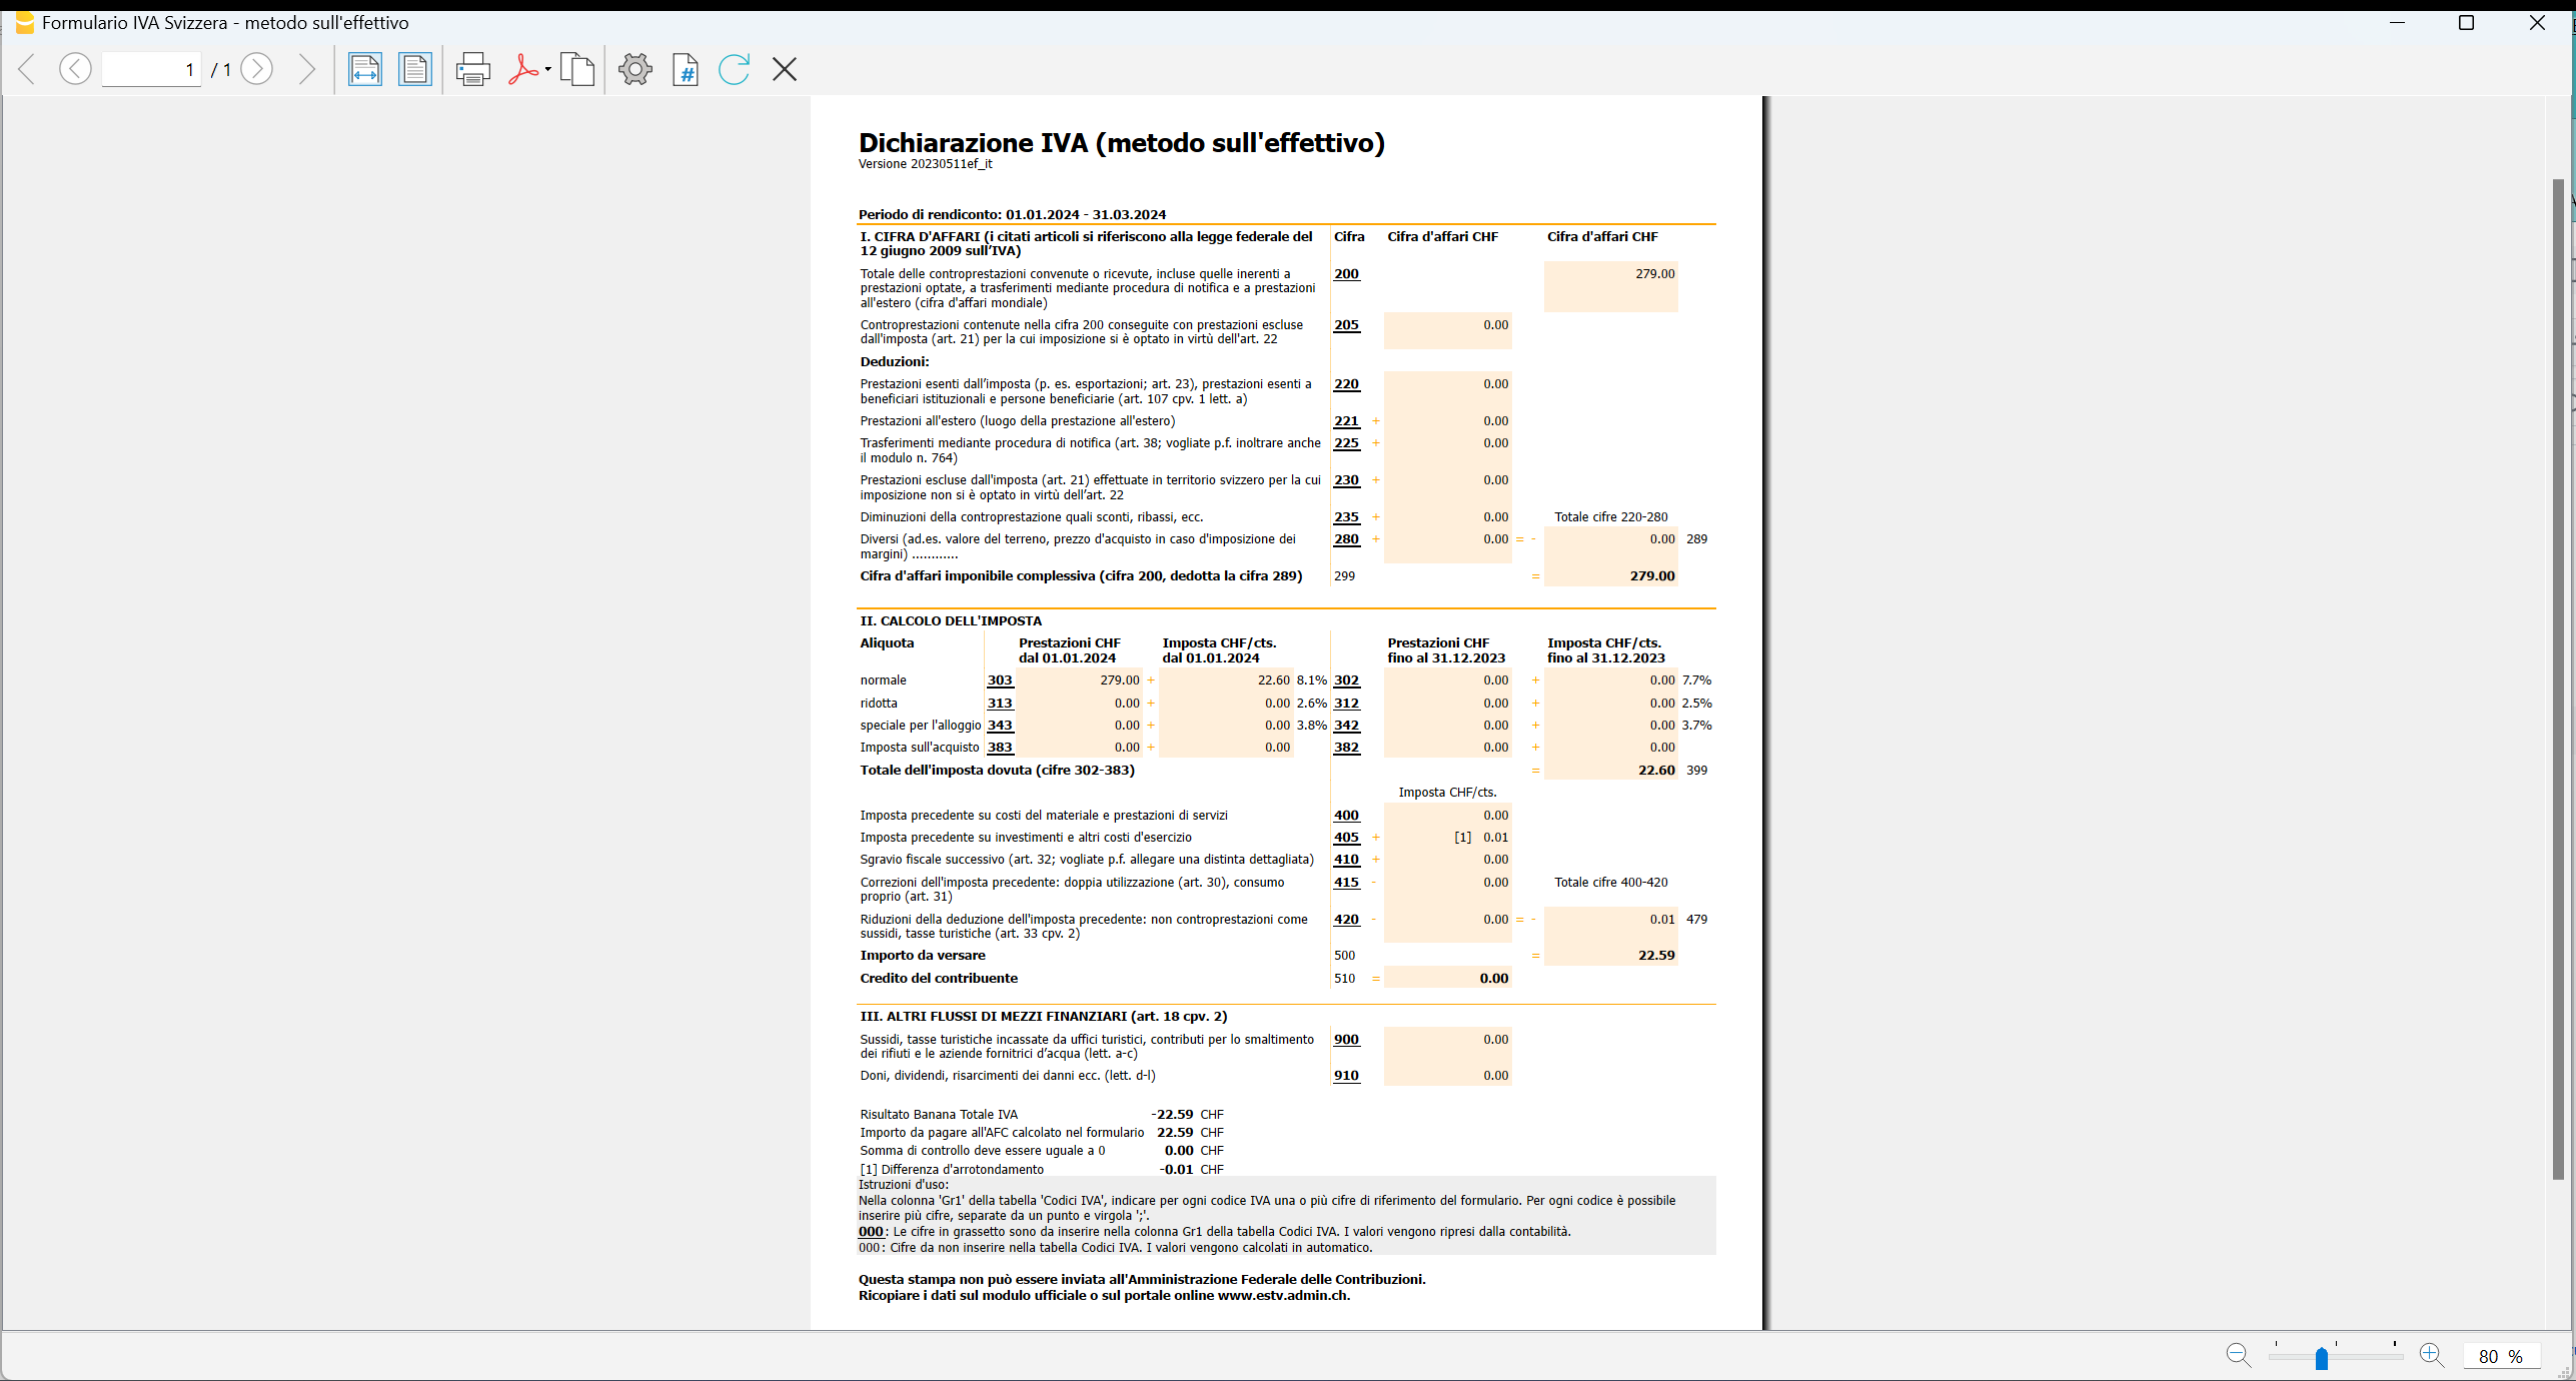 Formulario IVA Svizzera - metodo sull'effettivo
1 / 1
Dichiarazione IVA (metodo sull'effettivo)
Versione 20230511ef_it
Periodo di rendiconto: 01.01.2024 - 31.03.2024
I. CIFRA D'AFFARI (i citati articoli si riferiscono alla legge federale del Cifra Cifra d'affari CHF Cifra d'affari CHF
12 giugno 2009 sull’IVA)
Totale delle controprestazioni convenute o ricevute, incluse quelle inerenti a 200 279.00
prestazioni optate, a trasferimenti mediante procedura di notifica e a prestazioni
all'estero (cifra d'affari mondiale)
Controprestazioni contenute nella cifra 200 conseguite con prestazioni escluse 205 0.00
dall'imposta (art. 21) per la cui imposizione si è optato in virtù dell'art. 22
Deduzioni:
Prestazioni esenti dall’imposta (p. es. esportazioni; art. 23), prestazioni esenti a 220 0.00
beneficiari istituzionali e persone beneficiarie (art. 107 cpv. 1 lett. a)
Prestazioni all'estero (luogo della prestazione all'estero) 221 + 0.00
Trasferimenti mediante procedura di notifica (art. 38; vogliate p.f. inoltrare anche 225 + 0.00
il modulo n. 764)
Prestazioni escluse dall'imposta (art. 21) effettuate in territorio svizzero per la cui 230 + 0.00
imposizione non si è optato in virtù dell’art. 22
Diminuzioni della controprestazione quali sconti, ribassi, ecc. 235 + 0.00 Totale cifre 220-280
Diversi (ad.es. valore del terreno, prezzo d'acquisto in caso d'imposizione dei 280 + 0.00 = - 0.00 289
margini) ............
Cifra d'affari imponibile complessiva (cifra 200, dedotta la cifra 289) 299 = 279.00
II. CALCOLO DELL'IMPOSTA
Aliquota Prestazioni CHF Imposta CHF/cts. Prestazioni CHF Imposta CHF/cts.
dal 01.01.2024 dal 01.01.2024 fino al 31.12.2023 fino al 31.12.2023
normale 303 279.00 + 22.60 8.1% 302 0.00 + 0.00 7.7%
ridotta 313 0.00 + 0.00 2.6% 312 0.00 + 0.00 2.5%
speciale per l'alloggio 343 0.00 + 0.00 3.8% 342 0.00 + 0.00 3.7%
Imposta sull'acquisto 383 0.00 + 0.00 382 0.00 + 0.00
Totale dell'imposta dovuta (cifre 302-383) = 22.60 399
Imposta CHF/cts.
Imposta precedente su costi del materiale e prestazioni di servizi 400 0.00
Imposta precedente su investimenti e altri costi d'esercizio 405 + [1] 0.01
Sgravio fiscale successivo (art. 32; vogliate p.f. allegare una distinta dettagliata) 410 + 0.00
Correzioni dell'imposta precedente: doppia utilizzazione (art. 30), consumo 415 - 0.00 Totale cifre 400-420
proprio (art. 31)
Riduzioni della deduzione dell'imposta precedente: non controprestazioni come 420 - 0.00 = - 0.01 479
sussidi, tasse turistiche (art. 33 cpv. 2)
Importo da versare 500 = 22.59
Credito del contribuente 510 = 0.00
III. ALTRI FLUSSI DI MEZZI FINANZIARI (art. 18 cpv. 2)
Sussidi, tasse turistiche incassate da uffici turistici, contributi per lo smaltimento 900 0.00
dei rifiuti e le aziende fornitrici d’acqua (lett. a-c)
Doni, dividendi, risarcimenti dei danni ecc. (lett. d-l) 910 0.00
Risultato Banana Totale IVA -22.59 CHF
Importo da pagare all'AFC calcolato nel formulario 22.59 CHF
Somma di controllo deve essere uguale a 0 0.00 CHF
[1] Differenza d'arrotondamento -0.01 CHF
Istruzioni d'uso:
Nella colonna 'Gr1' della tabella 'Codici IVA', indicare per ogni codice IVA una o più cifre di riferimento del formulario. Per ogni codice è possibile
inserire più cifre, separate da un punto e virgola ';'.
000: Le cifre in grassetto sono da inserire nella colonna Gr1 della tabella Codici IVA. I valori vengono ripresi dalla contabilità.
000: Cifre da non inserire nella tabella Codici IVA. I valori vengono calcolati in automatico.
Questa stampa non può essere inviata all'Amministrazione Federale delle Contribuzioni.
Ricopiare i dati sul modulo ufficiale o sul portale online www.estv.admin.ch.
80 %